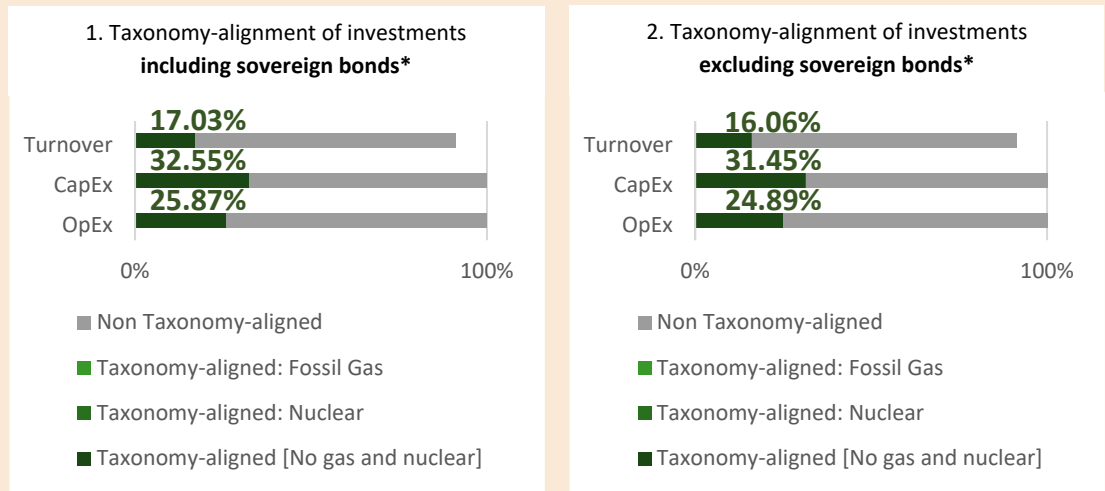 1. Taxonomy-alignment of investments
including sovereign bonds*
17.03%
Turnover
32.55%
CapEx
25.87%
OpEx
0%
100%
Non Taxonomy-aligned
Taxonomy-aligned: Fossil Gas
Taxonomy-aligned: Nuclear
Taxonomy-aligned [No gas and nuclear]
2. Taxonomy-alignment of investments
excluding sovereign bonds*
16.06%
Turnover
31.45%
CapEx
24.89%
OpEx
0%
100%
Non Taxonomy-aligned
Taxonomy-aligned: Fossil Gas
Taxonomy-aligned: Nuclear
Taxonomy-aligned [No gas and nuclear]